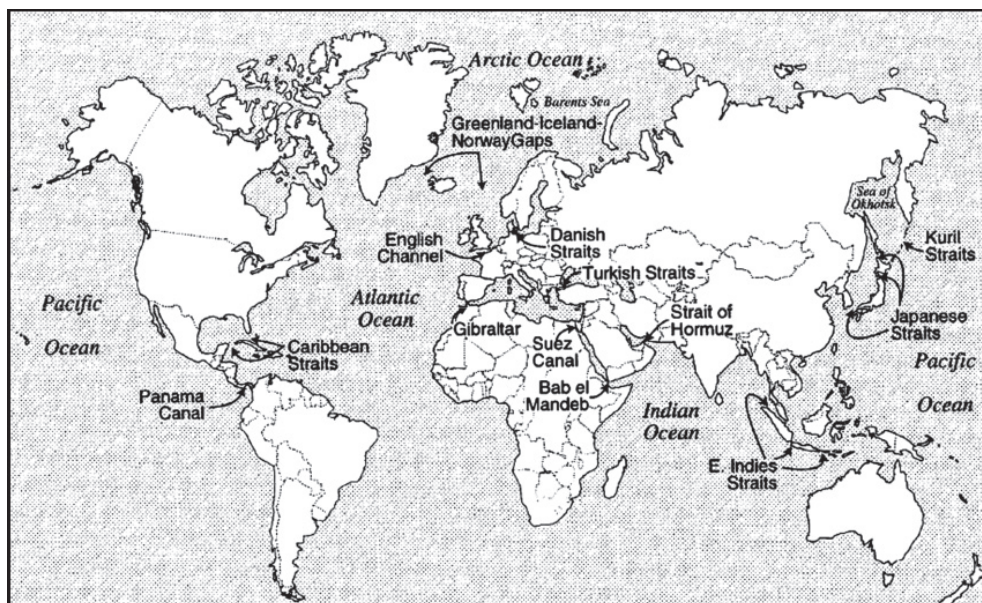 Arctic Ocean
Barents Sea
Greenland-Iceland-
NorwayGaps
Sea of
Okhotsk
Kuril
Straits
English
Channel
Danish
Straits
Turkish Straits
Pacific
Ocean
Atlantic
Ocean
Gibraltar
Suez
Canal
Strait of
Hormuz
Japanese
Straits
Caribbean
Straits
Panama
Canal
Bab el
Mandeb
Indian
Ocean
Pacific
Ocean
E. Indies
Straits